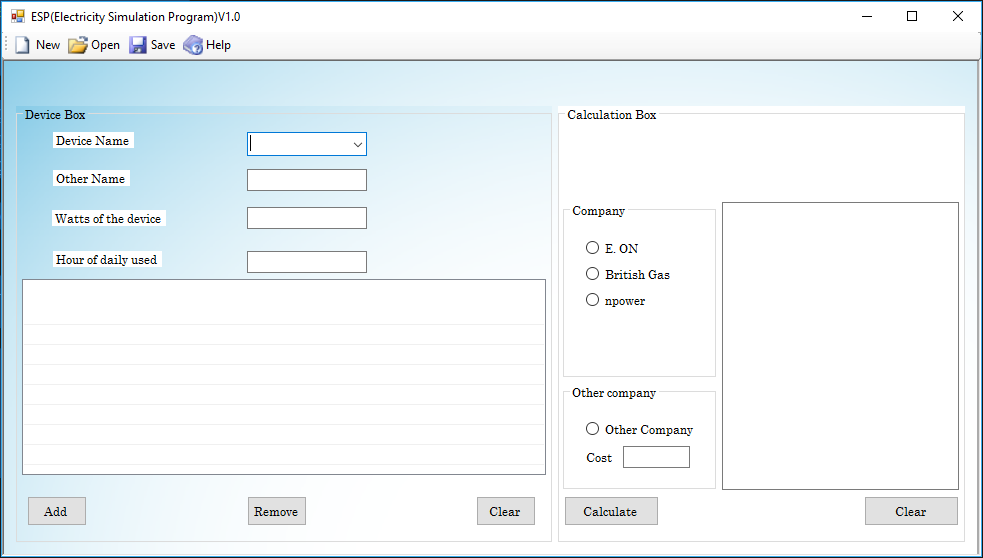 ESP(Electricity Simulation Program)V1.0
New Open Save Help
Device Box
Device Name
Other Name
Watts of the device
Hour of daily used
Add Remove Clear
Calculation Box
Company
E. ON
British Gas
npower
Other company
Other Company
Cost
Calculate Clear